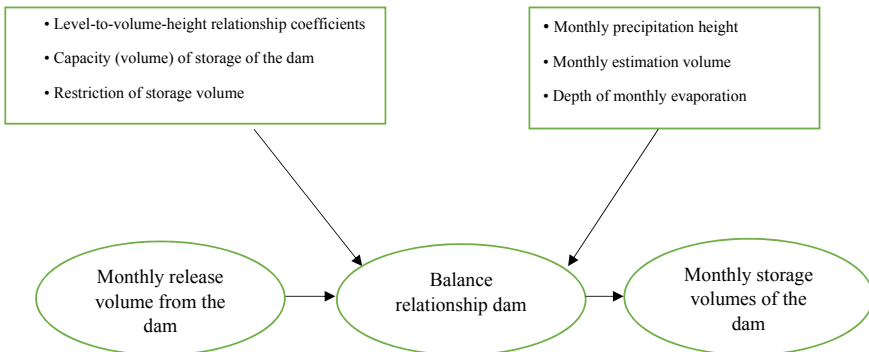 • Level-to-volume-height relationship coefficients
• Capacity (volume) of storage of the dam
• Restriction of storage volume
• Monthly precipitation height
• Monthly estimation volume
• Depth of monthly evaporation
Monthly release
volume from the
dam
Balance
relationship dam
Monthly storage
volumes of the
dam